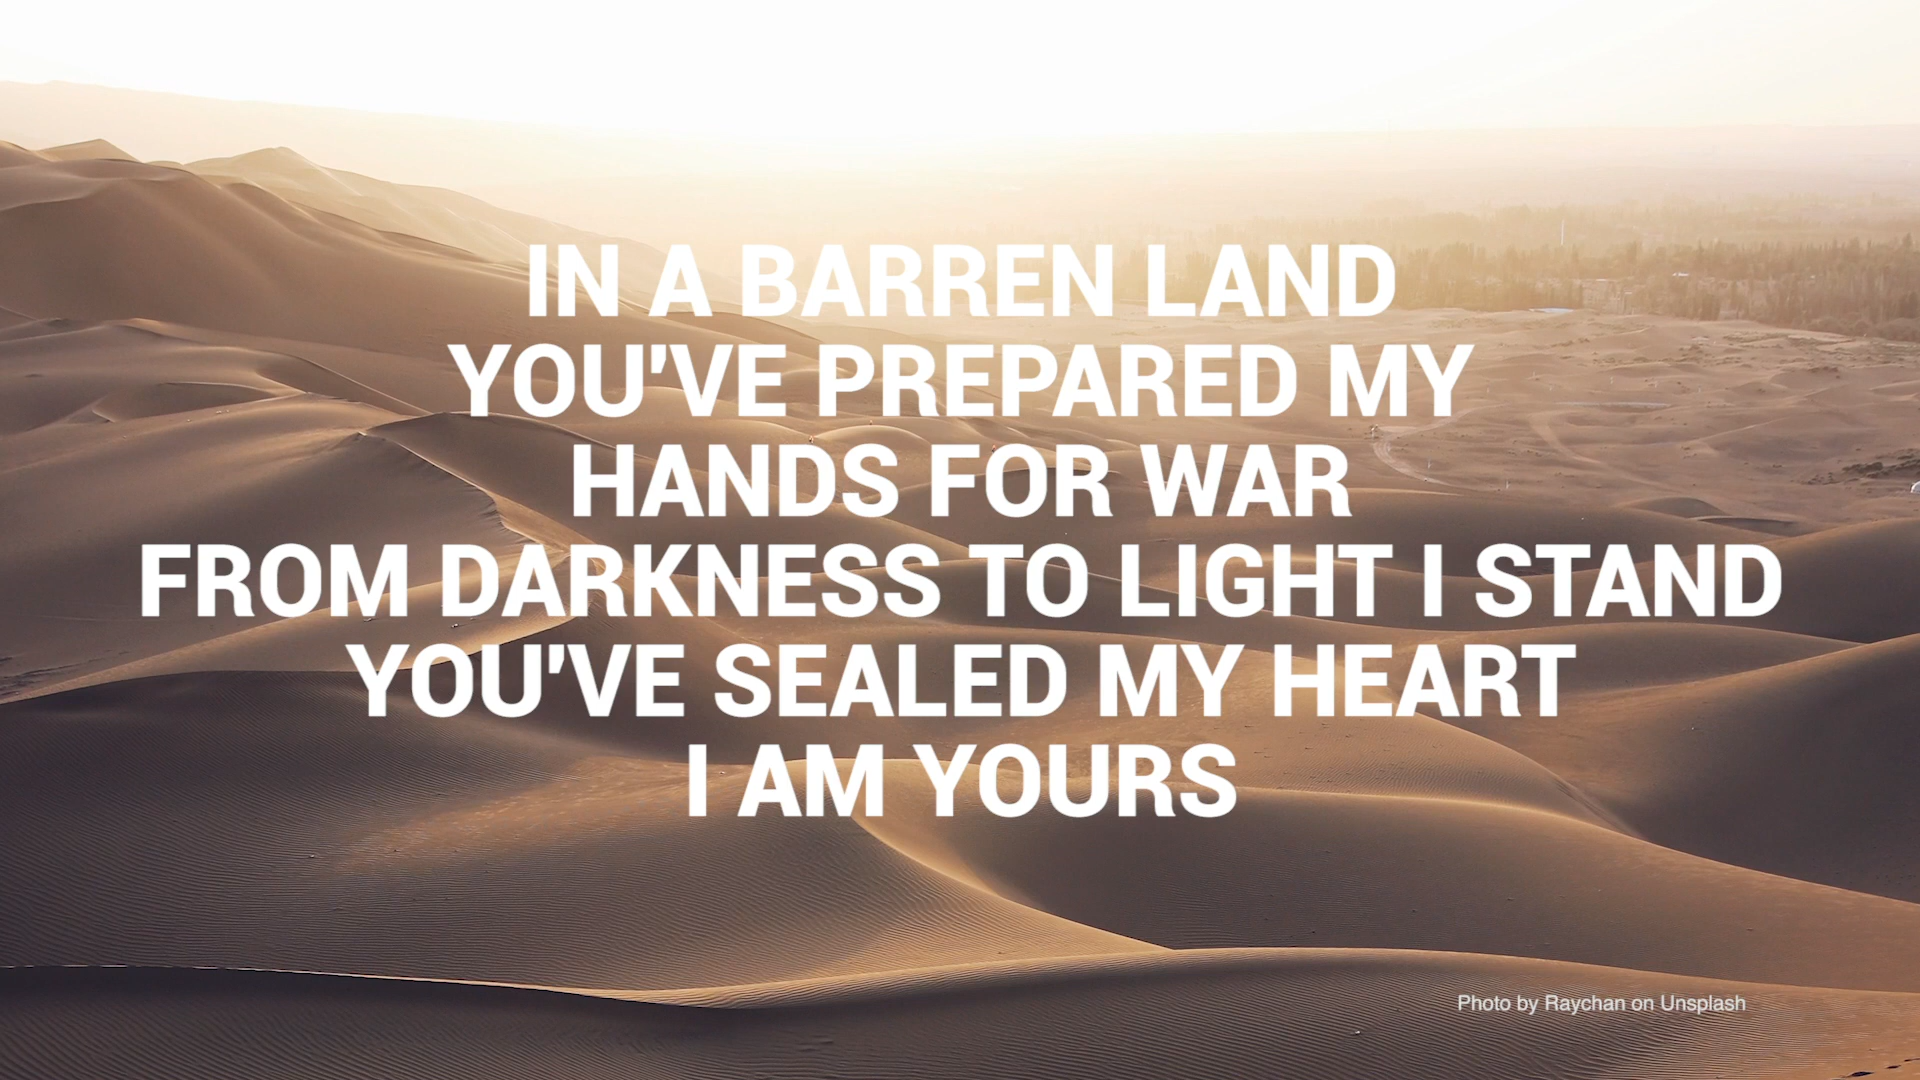 IN A BARREN LAND
YOU'VE PREPARED MY
HANDS FOR WAR
FROM DARKNESS TO LIGHT I STAND
YOU'VE SEALED MY HEART
I AM YOURS
Photo by Raychan on Unsplash